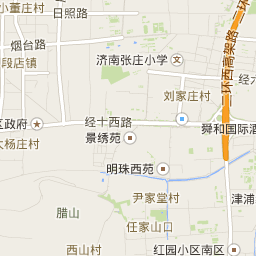 小董庄村
日照路
烟台路
段店镇
济南张庄小学
二环西高架路
环
经六
刘家庄村
区政府
经十西路
舜和国际酒
大杨庄村
景绣苑
明珠西苑
尹家堂村
津浦
腊山
任家山口
西山村
红园小区南区